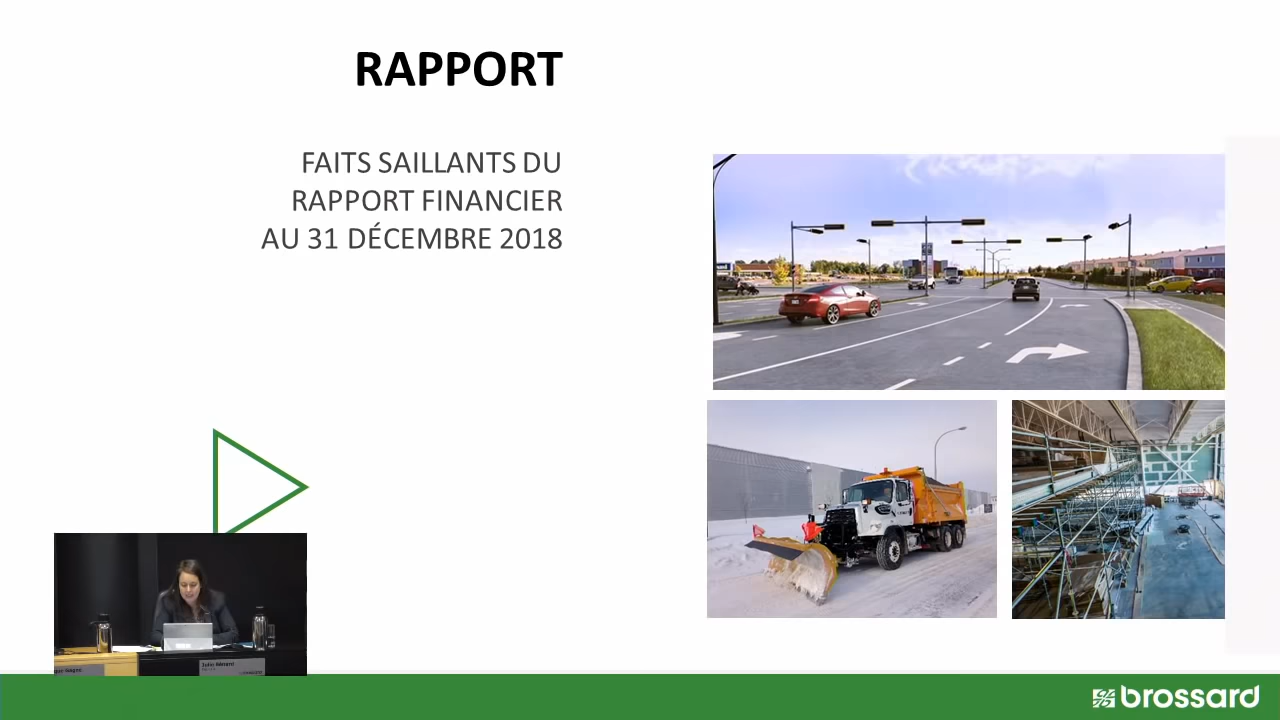 RAPPORT
FAITS SAILLANTS DU
RAPPORT FINANCIER
AU 31 DÉCEMBRE 2018
brossard